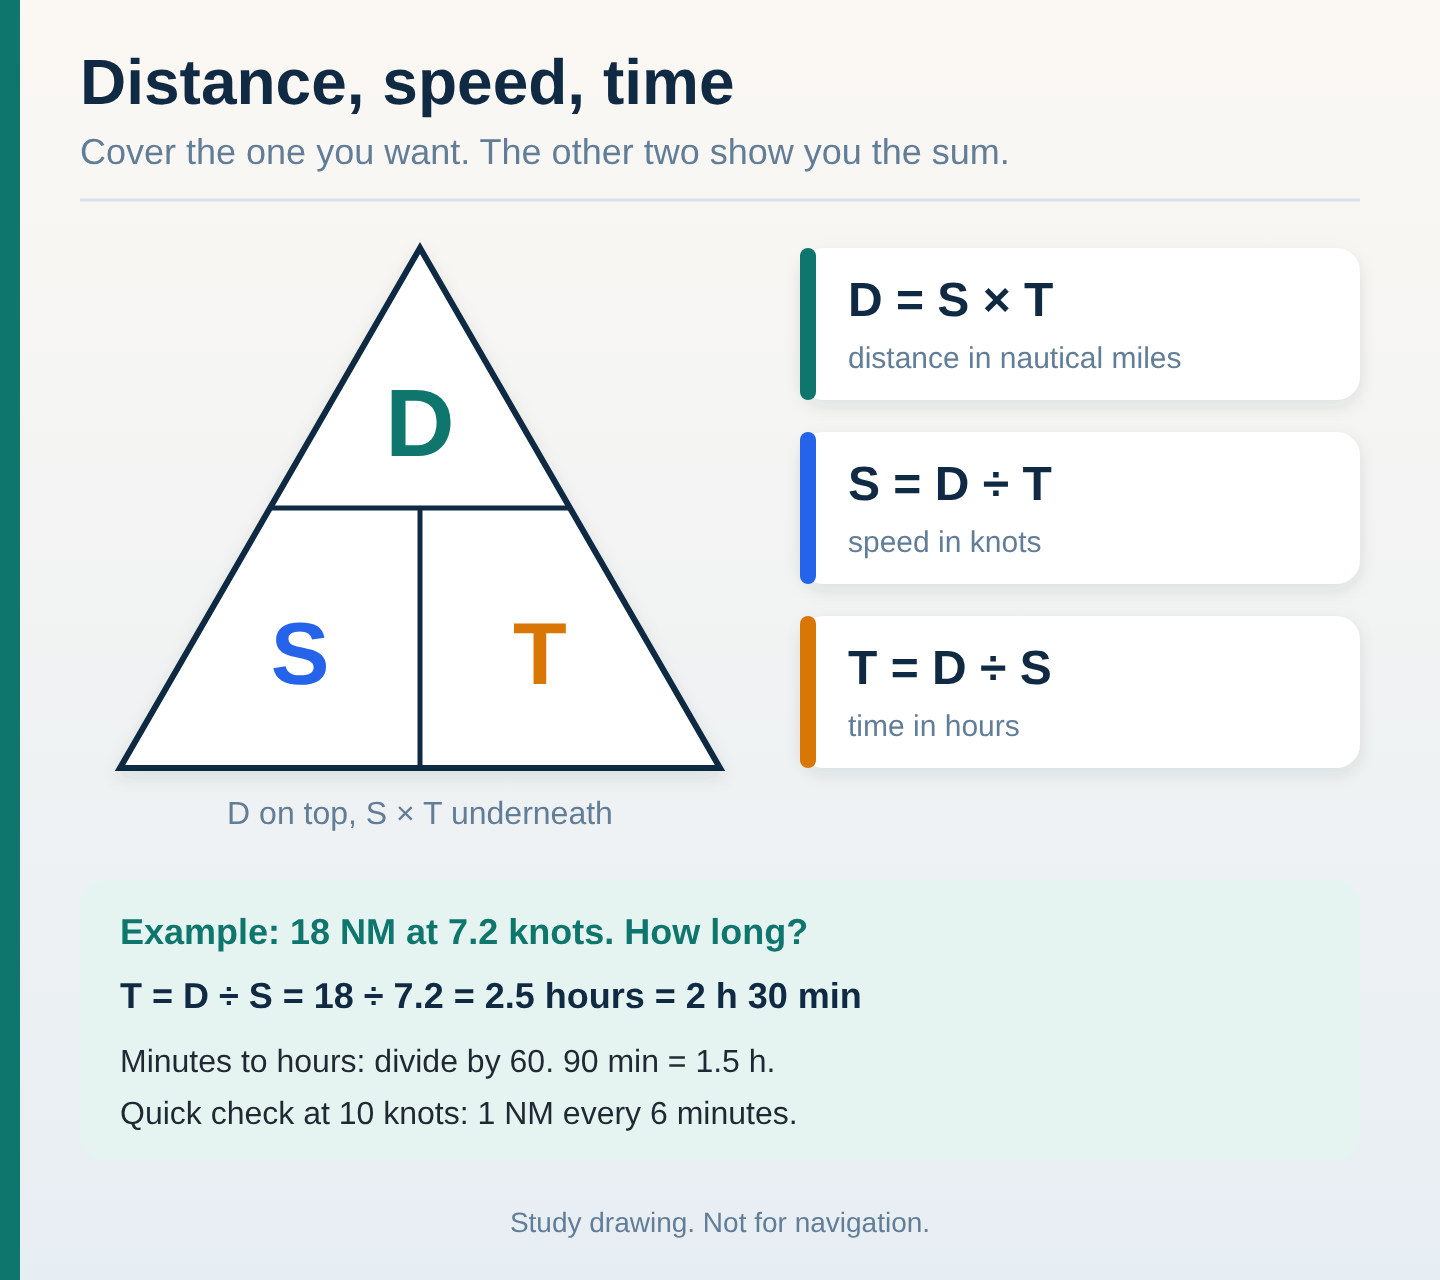 Distance, speed, time
Cover the one you want. The other two show you the sum.
D
S
T
D on top, S × T underneath
D = S × T
distance in nautical miles
S = D ÷ T
speed in knots
T = D ÷ S
time in hours
Example: 18 NM at 7.2 knots. How long?
T = D ÷ S = 18 ÷ 7.2 = 2.5 hours = 2 h 30 min
Minutes to hours: divide by 60. 90 min = 1.5 h.
Quick check at 10 knots: 1 NM every 6 minutes.
Study drawing. Not for navigation.